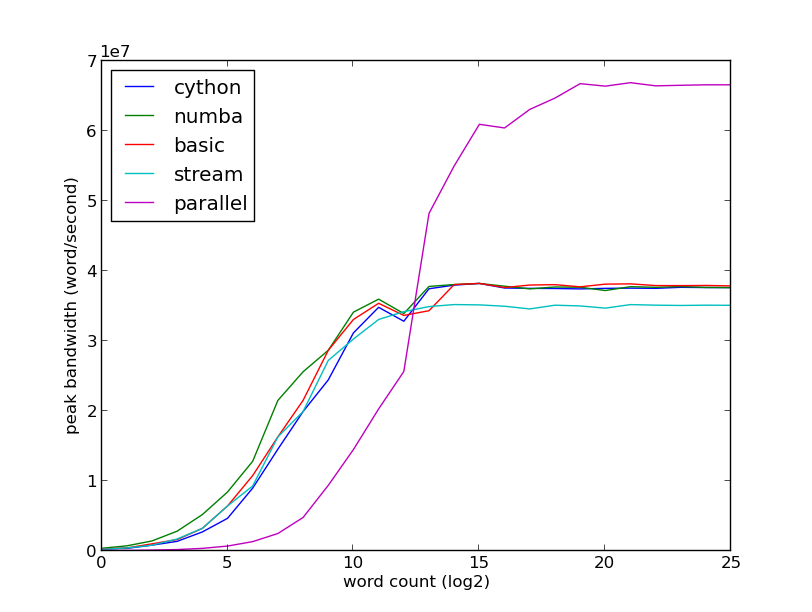 1e7
7
6
5
4
3
2
1
0
cython
numba
basic
stream
parallel
peak bandwidth (word/second)
0 5 10 15 20 25
word count (log2)